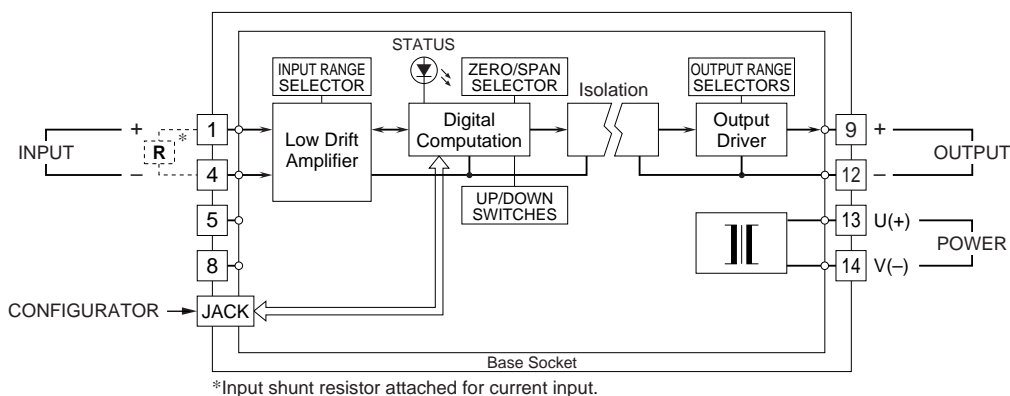 STATUS
INPUT RANGE
SELECTOR
ZERO/SPAN
SELECTOR
Isolation
OUTPUT RANGE
SELECTORS
INPUT
+
–
R
*
1
4
5
8
Low Drift
Amplifier
Digital
Computation
UP/DOWN
SWITCHES
Output
Driver
9
+
12
–
OUTPUT
13
U(+)
14
V(–)
POWER
CONFIGURATOR
JACK
Base Socket
*Input shunt resistor attached for current input.